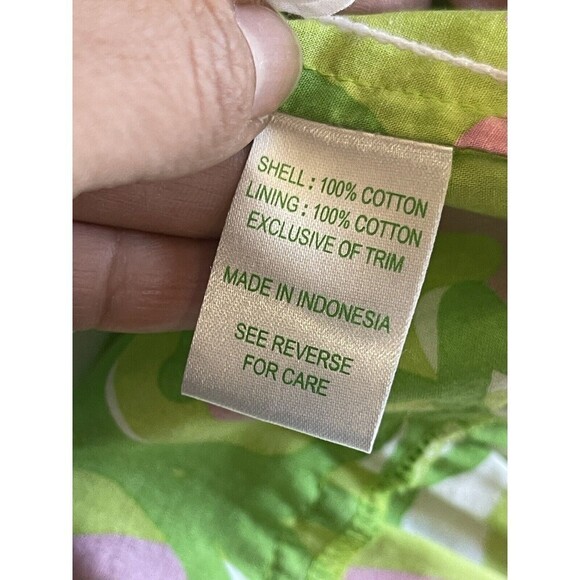 SHELL : 100% COTTON
LINING : 100% COTTON
EXCLUSIVE OF TRIM
MADE IN INDONESIA
SEE REVERSE
FOR CARE